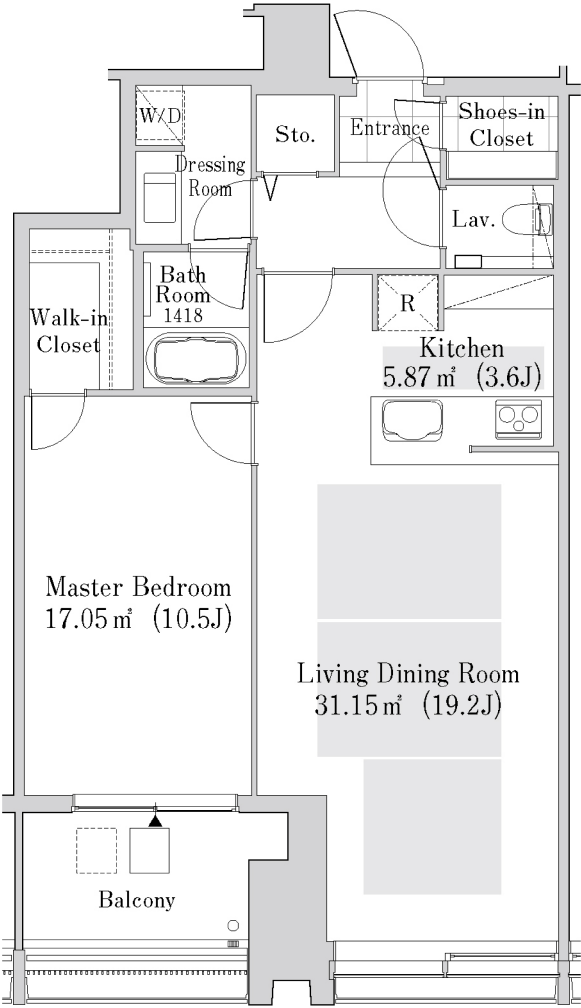 W/D
Sto.
Entrance
Shoes-in
Closet
Dressing
Room
Lav.
Bath
Room
1418
Walk-in
Closet
R
Kitchen
5.87㎡ (3.6J)
Master Bedroom
17.05㎡ (10.5J)
Living Dining Room
31.15㎡ (19.2J)
Balcony